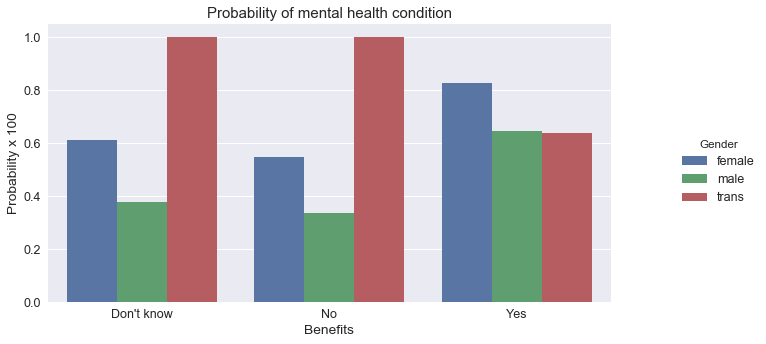 Probability of mental health condition
Probability x 100
1.0
0.8
0.6
0.4
0.2
0.0
Don't know
No
Yes
Benefits
Gender
female
male
trans